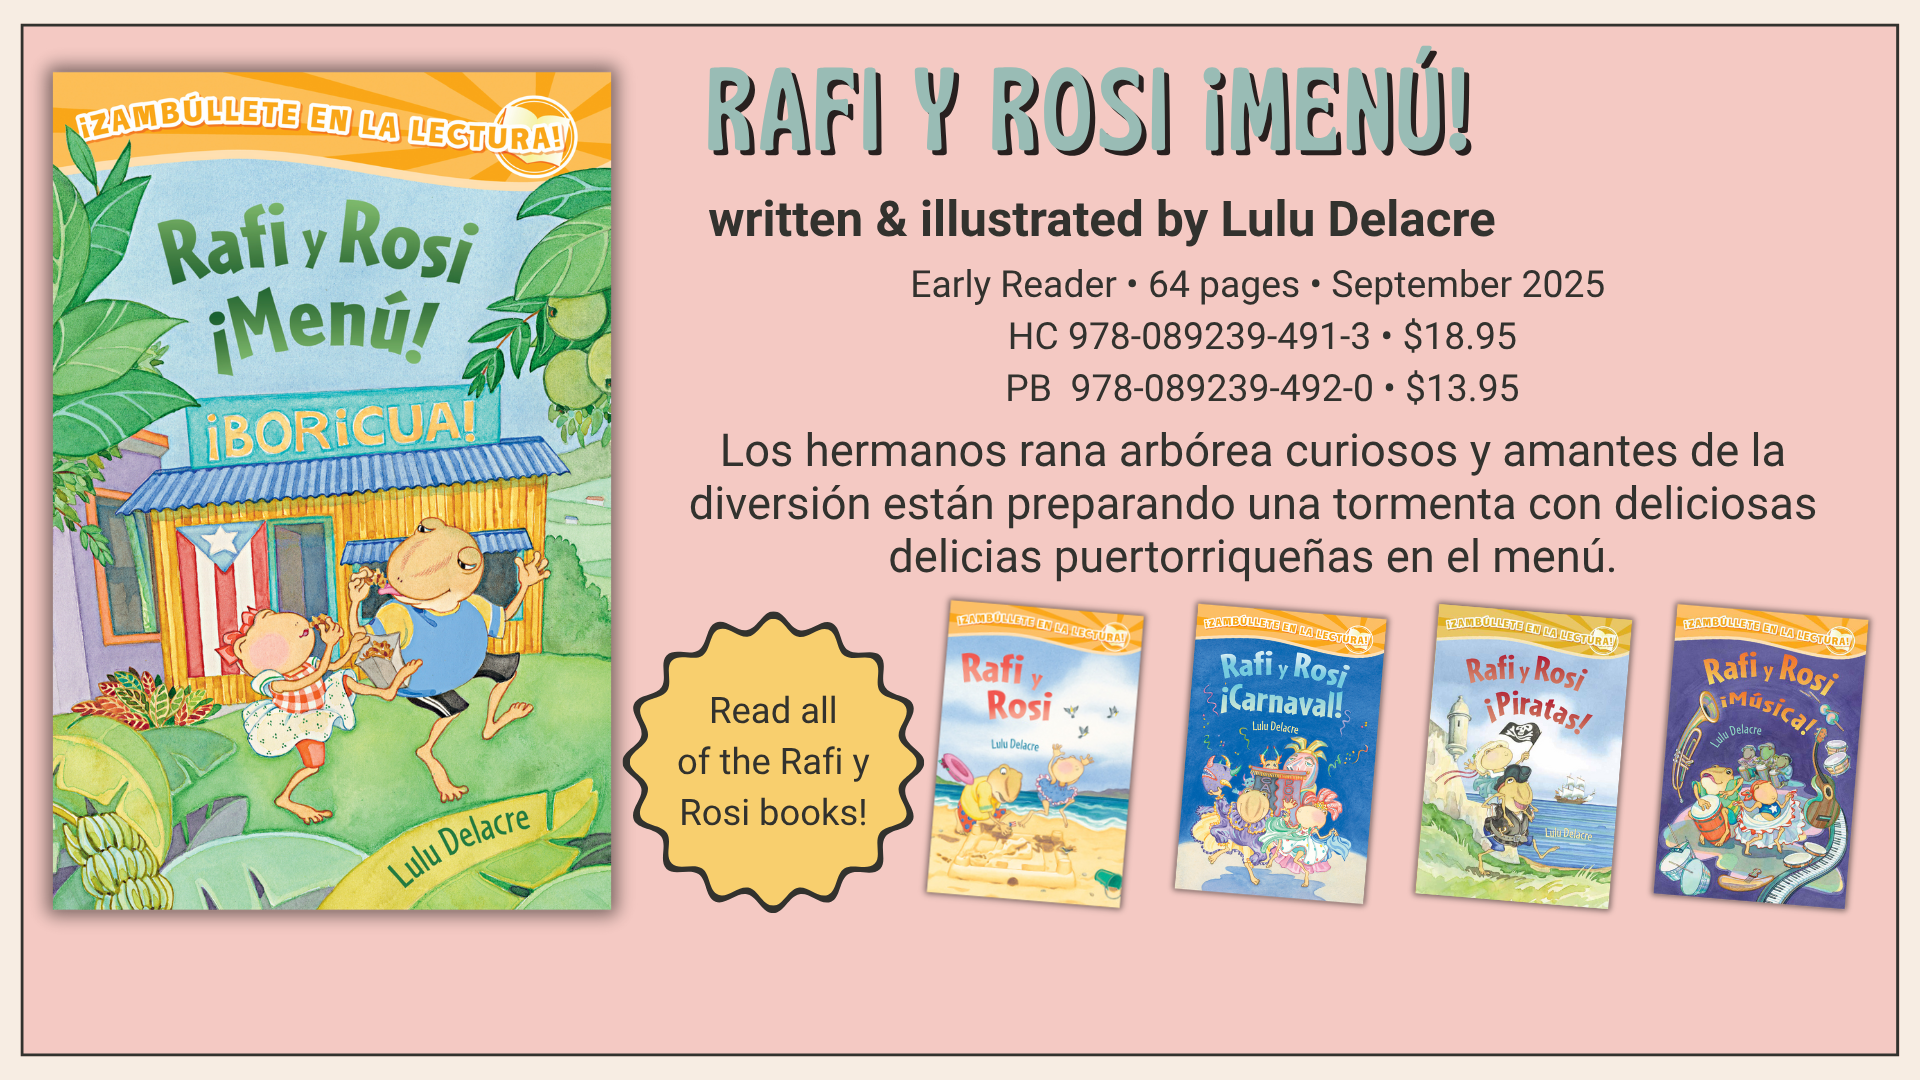 ¡ZAMBÚLLETE EN LA LECTURA!
Rafi y Rosi
¡Menú!
¡BORiCUA!
Lulu Delacre
RAFI Y ROSI ¡MENÚ!
written & illustrated by Lulu Delacre
Early Reader • 64 pages • September 2025
HC 978-089239-491-3 • $18.95
PB 978-089239-492-0 • $13.95
Los hermanos rana arbórea curiosos y amantes de la
diversión están preparando una tormenta con deliciosas
delicias puertorriqueñas en el menú.
Read all
of the Rafi y
Rosi books!
¡ZAMBÚLLETE EN LA LECTURA!
Rafi y
Rosi
Lulu Delacre
¡ZAMBÚLLETE EN LA LECTURA!
Rafi y Rosi
¡Carnaval!
Lulu Delacre
¡ZAMBÚLLETE EN LA LECTURA!
Rafi y Rosi
¡Piratas!
Lulu Delacre
¡ZAMBÚLLETE EN LA LECTURA!
Rafi y Rosi
¡Música!
Lulu Delacre